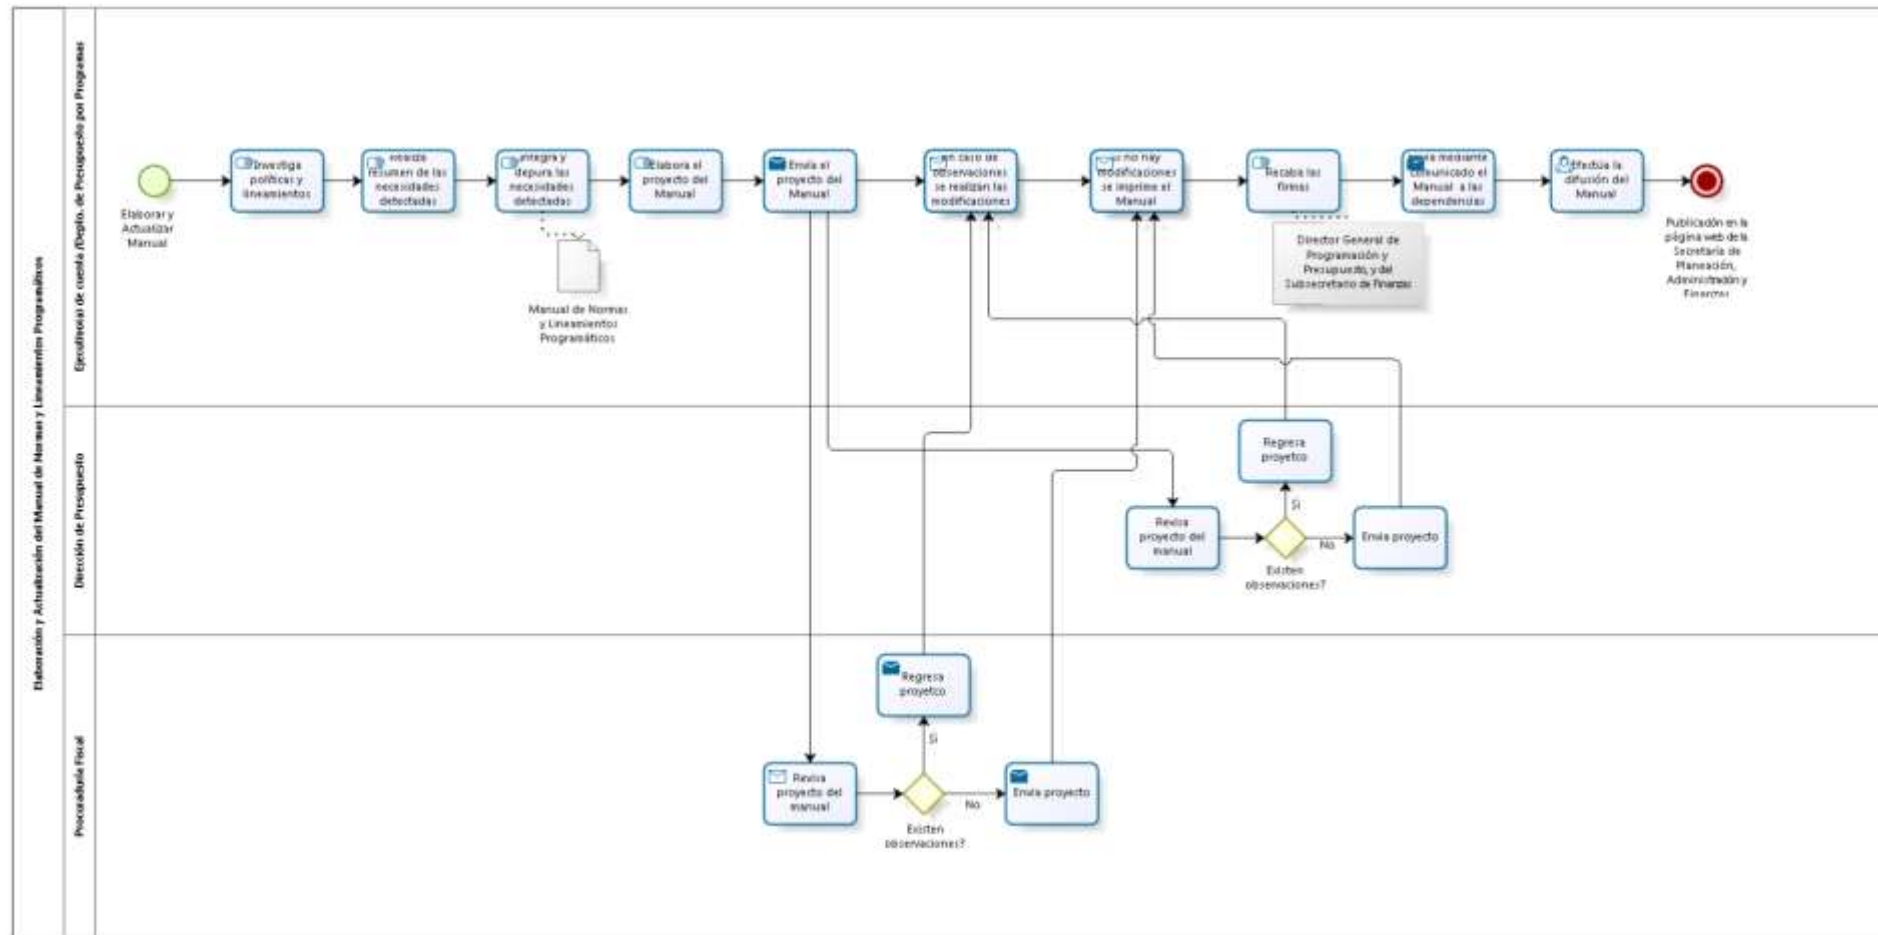 Elaboración y Actualización del Manual de Normas y Lineamientos Programáticos
Ejecutivo(a) de cuenta /Depto. de Presupuesto por Programas
Elaborar y
Actualizar
Manual
Investiga
políticas y
lineamientos
resumen de las
necesidades
detectadas
Integra y
depura las
necesidades
detectadas
Manual de Normas
y Lineamientos
Programáticos
Elabora el
proyecto del
Manual
Envía el
proyecto del
Manual
En caso de
observaciones
se realizan las
modificaciones
no hay
modificaciones
se imprime el
Manual
Recaba las
firmas
Director General de
Programación y
Presupuesto, y del
Subsecretario de Finanzas
mediante
comunicado el
Manual a las
dependencias
Efectúa la
difusión del
Manual
Publicación en la
página web de la
Secretaría de
Planeación,
Administración y
Finanzas
Dirección de Presupuesto
Revisa
proyecto del
manual
Existen
observaciones?
Si
Regresa
proyetco
No
Envía proyecto
Procuraduría Fiscal
Revisa
proyecto del
manual
Existen
observaciones?
Si
Regresa
proyetco
No
Envía proyecto